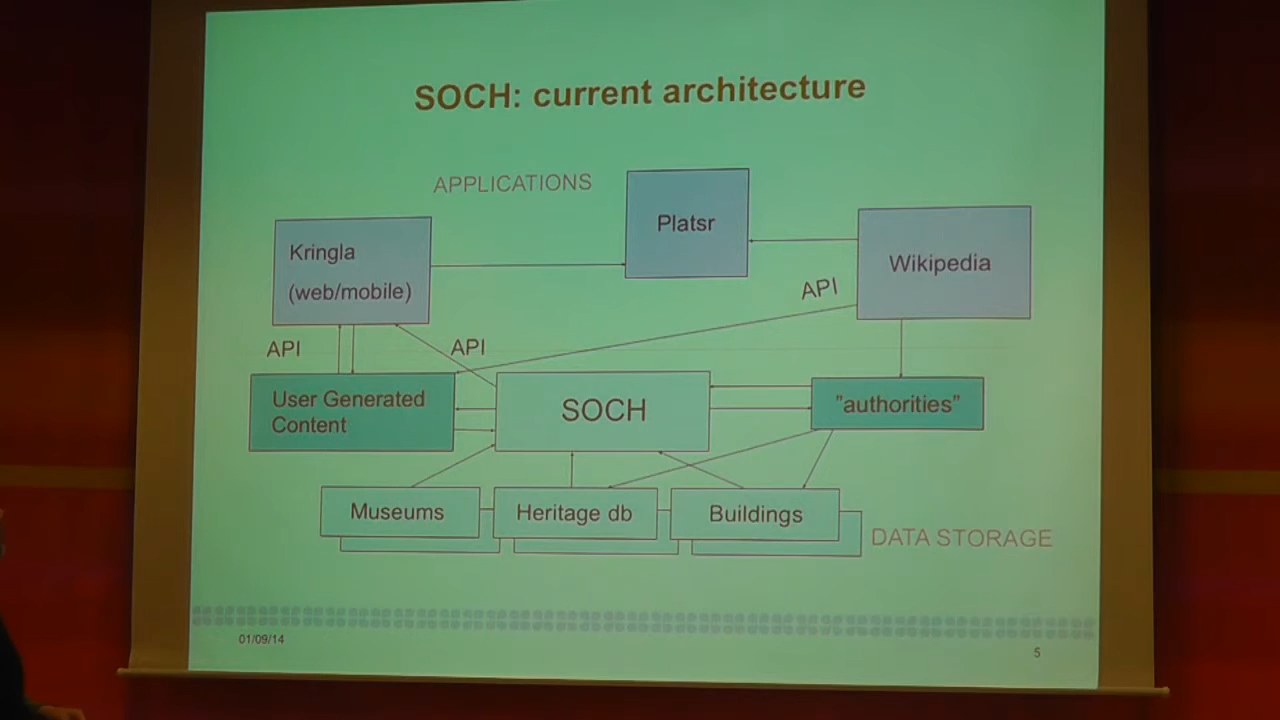 SOCH: current architecture
APPLICATIONS
Platsr
Kringla
(web/mobile)
Wikipedia
API
API
API
User Generated
Content
SOCH
"authorities"
Museums
Heritage db
Buildings
DATA STORAGE
01/09/14
5